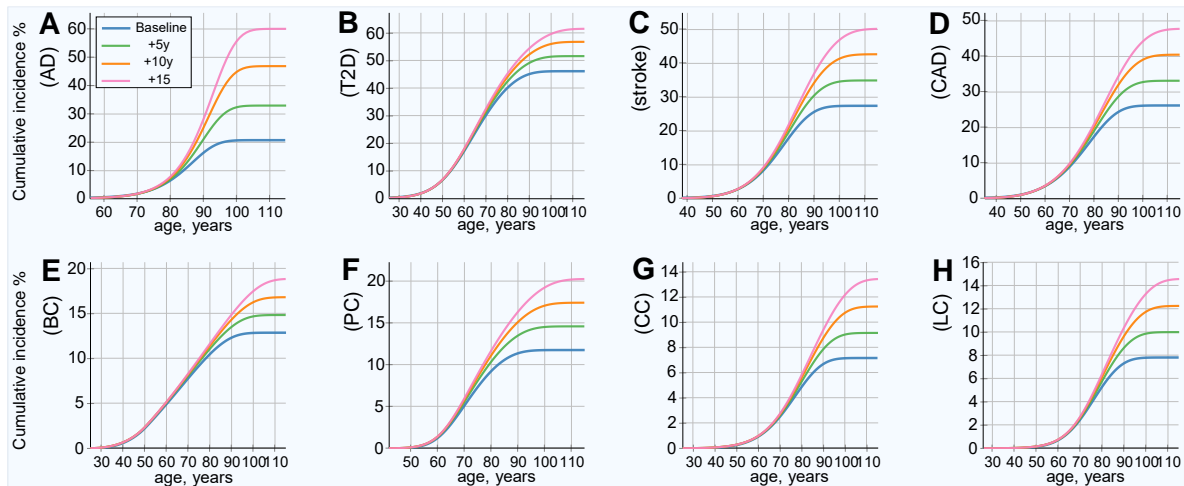 A
Cumulative incidence %
(AD)
Baseline
+5y
+10y
+15
60
50
40
30
20
10
0
60 70 80 90 100 110
age, years
B
(T2D)
60
50
40
30
20
10
0
30 40 50 60 70 80 90 100 110
age, years
C
(stroke)
50
40
30
20
10
0
40 50 60 70 80 90 100 110
age, years
D
(CAD)
50
40
30
20
10
0
40 50 60 70 80 90 100 110
age, years
E
Cumulative incidence %
(BC)
20
15
10
5
0
30 40 50 60 70 80 90 100 110
age, years
F
(PC)
20
15
10
5
0
50 60 70 80 90 100 110
age, years
G
(CC)
14
12
10
8
6
4
2
0
30 40 50 60 70 80 90 100 110
age, years
H
(LC)
16
14
12
10
8
6
4
2
0
30 40 50 60 70 80 90 100 110
age, years